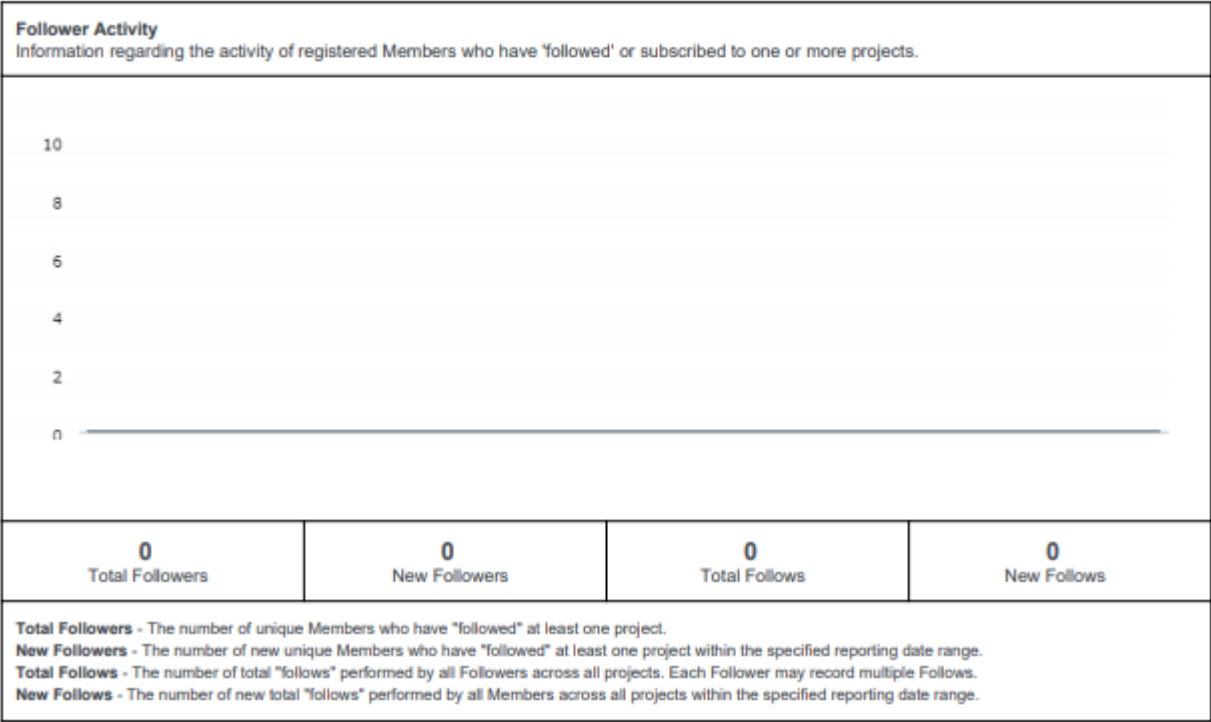 Follower Activity
Information regarding the activity of registered Members who have 'followed' or subscribed to one or more projects.
10
8
6
4
2
0
0 0 0 0
Total Followers New Followers Total Follows New Follows
Total Followers - The number of unique Members who have "followed" at least one project.
New Followers - The number of new unique Members who have "followed" at least one project within the specified reporting date range.
Total Follows - The number of total "follows" performed by all Followers across all projects. Each Follower may record multiple Follows.
New Follows - The number of new total "follows" performed by all Members across all projects within the specified reporting date range.